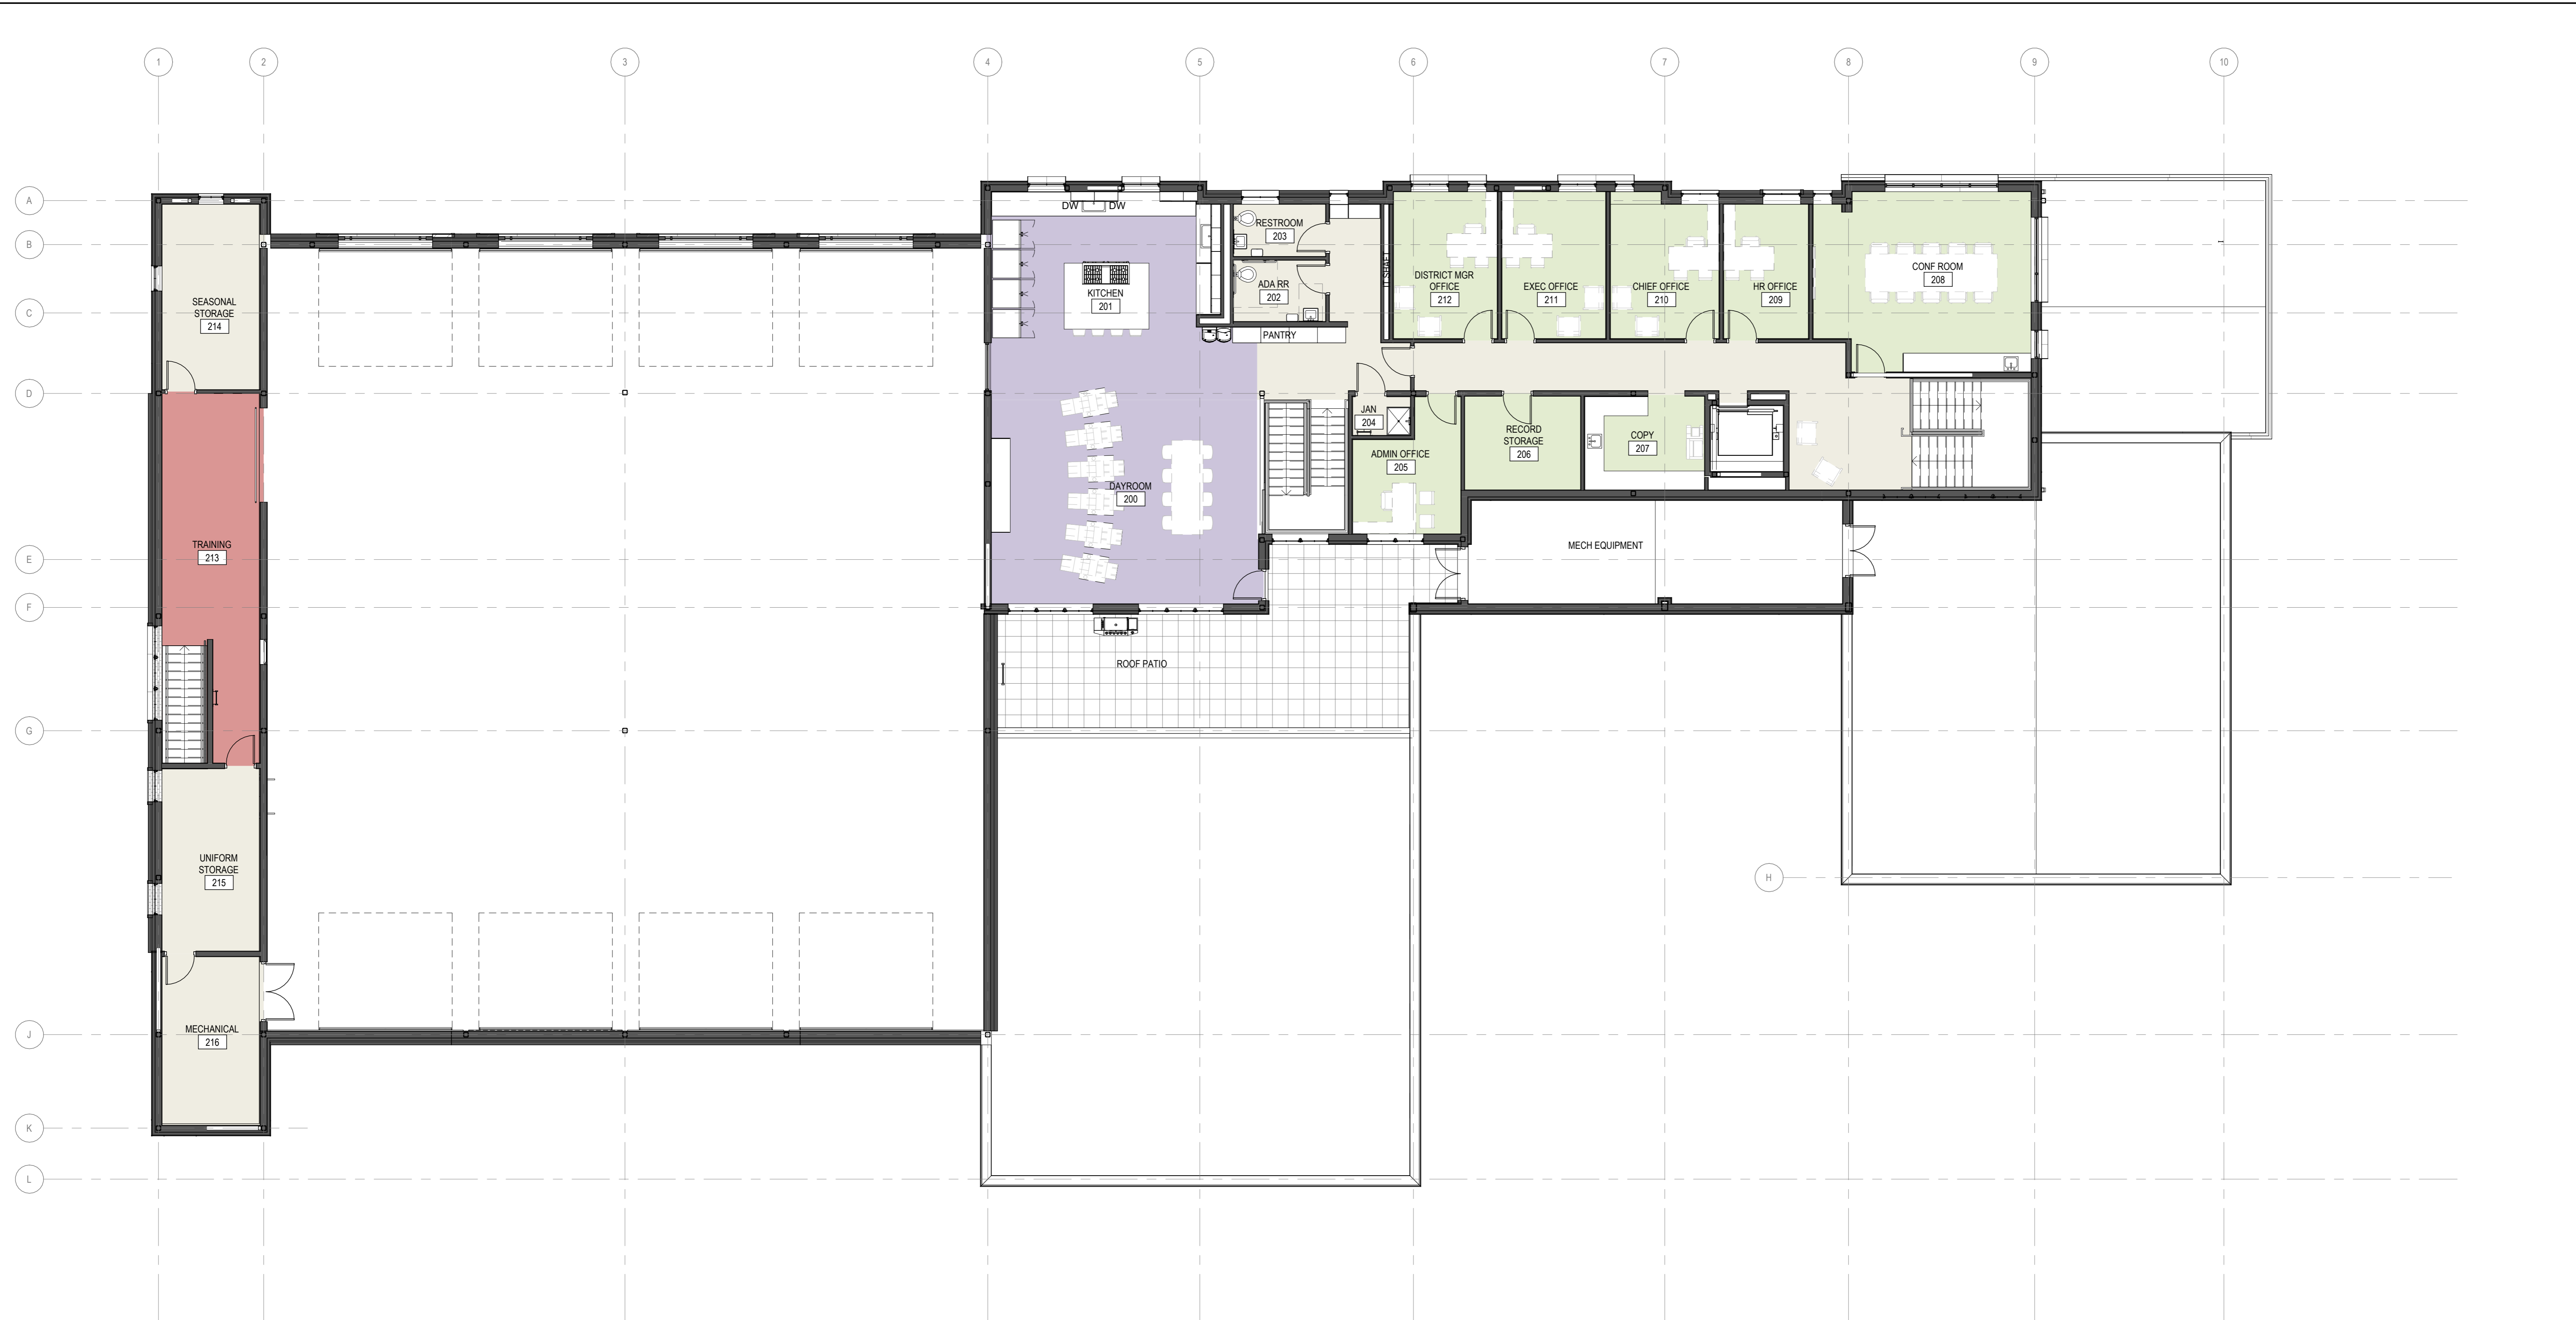 1 2 3 4 5 6 7 8 9 10
A
B
C
D
E
F
G
H
J
K
L
DW DW
RESTROOM
203
ADA RR
202
KITCHEN
201
PANTRY
SHAFT
DISTRICT MGR
OFFICE
212
EXEC OFFICE
211
CHIEF OFFICE
210
HR OFFICE
209
CONF ROOM
208
SEASONAL
STORAGE
214
JAN
204
ADMIN OFFICE
205
RECORD
STORAGE
206
COPY
207
DAYROOM
200
TRAINING
213
MECH EQUIPMENT
ROOF PATIO
UNIFORM
STORAGE
215
MECHANICAL
216